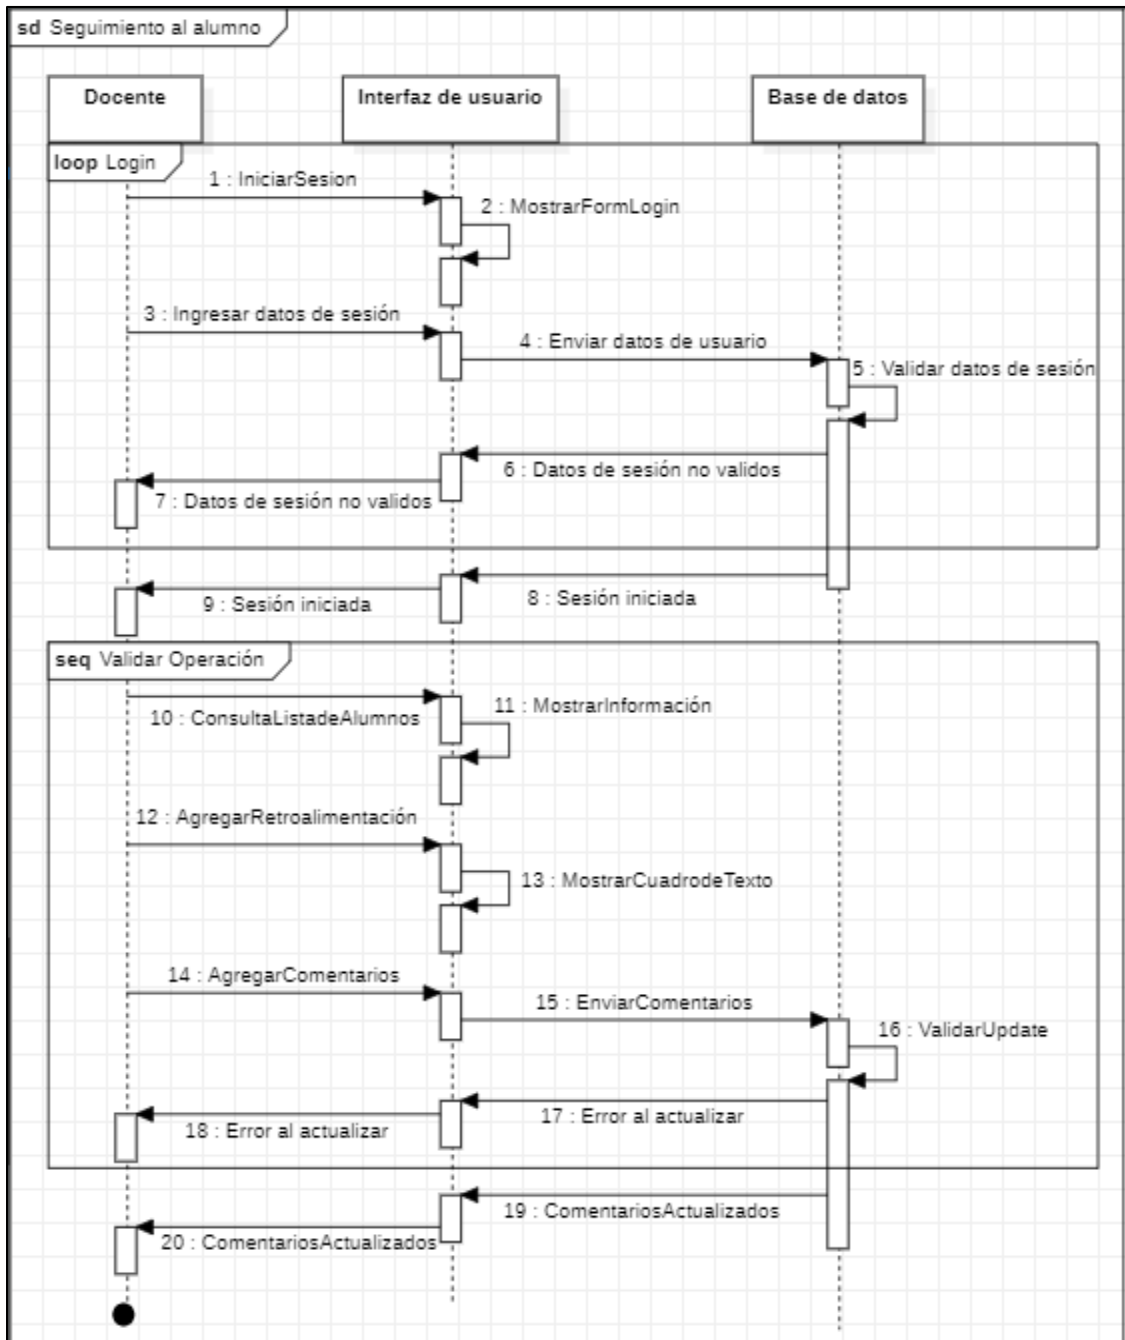 sd Seguimiento al alumno
Docente
Interfaz de usuario
Base de datos
loop Login
1 : IniciarSesion
2 : MostrarFormLogin
3 : Ingresar datos de sesión
4 : Enviar datos de usuario
5 : Validar datos de sesión
6 : Datos de sesión no validos
7 : Datos de sesión no validos
8 : Sesión iniciada
9 : Sesión iniciada
seq Validar Operación
10 : ConsultaListadeAlumnos
11 : MostrarInformación
12 : AgregarRetroalimentación
13 : MostrarCuadrodeTexto
14 : AgregarComentarios
15 : EnviarComentarios
16 : ValidarUpdate
17 : Error al actualizar
18 : Error al actualizar
19 : ComentariosActualizados
20 : ComentariosActualizados